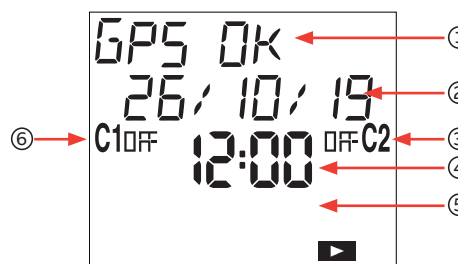 GPS OK ①
26/10/19 ②
⑥ C1 OFF OFF C2 ③
12:00 ④
⑤